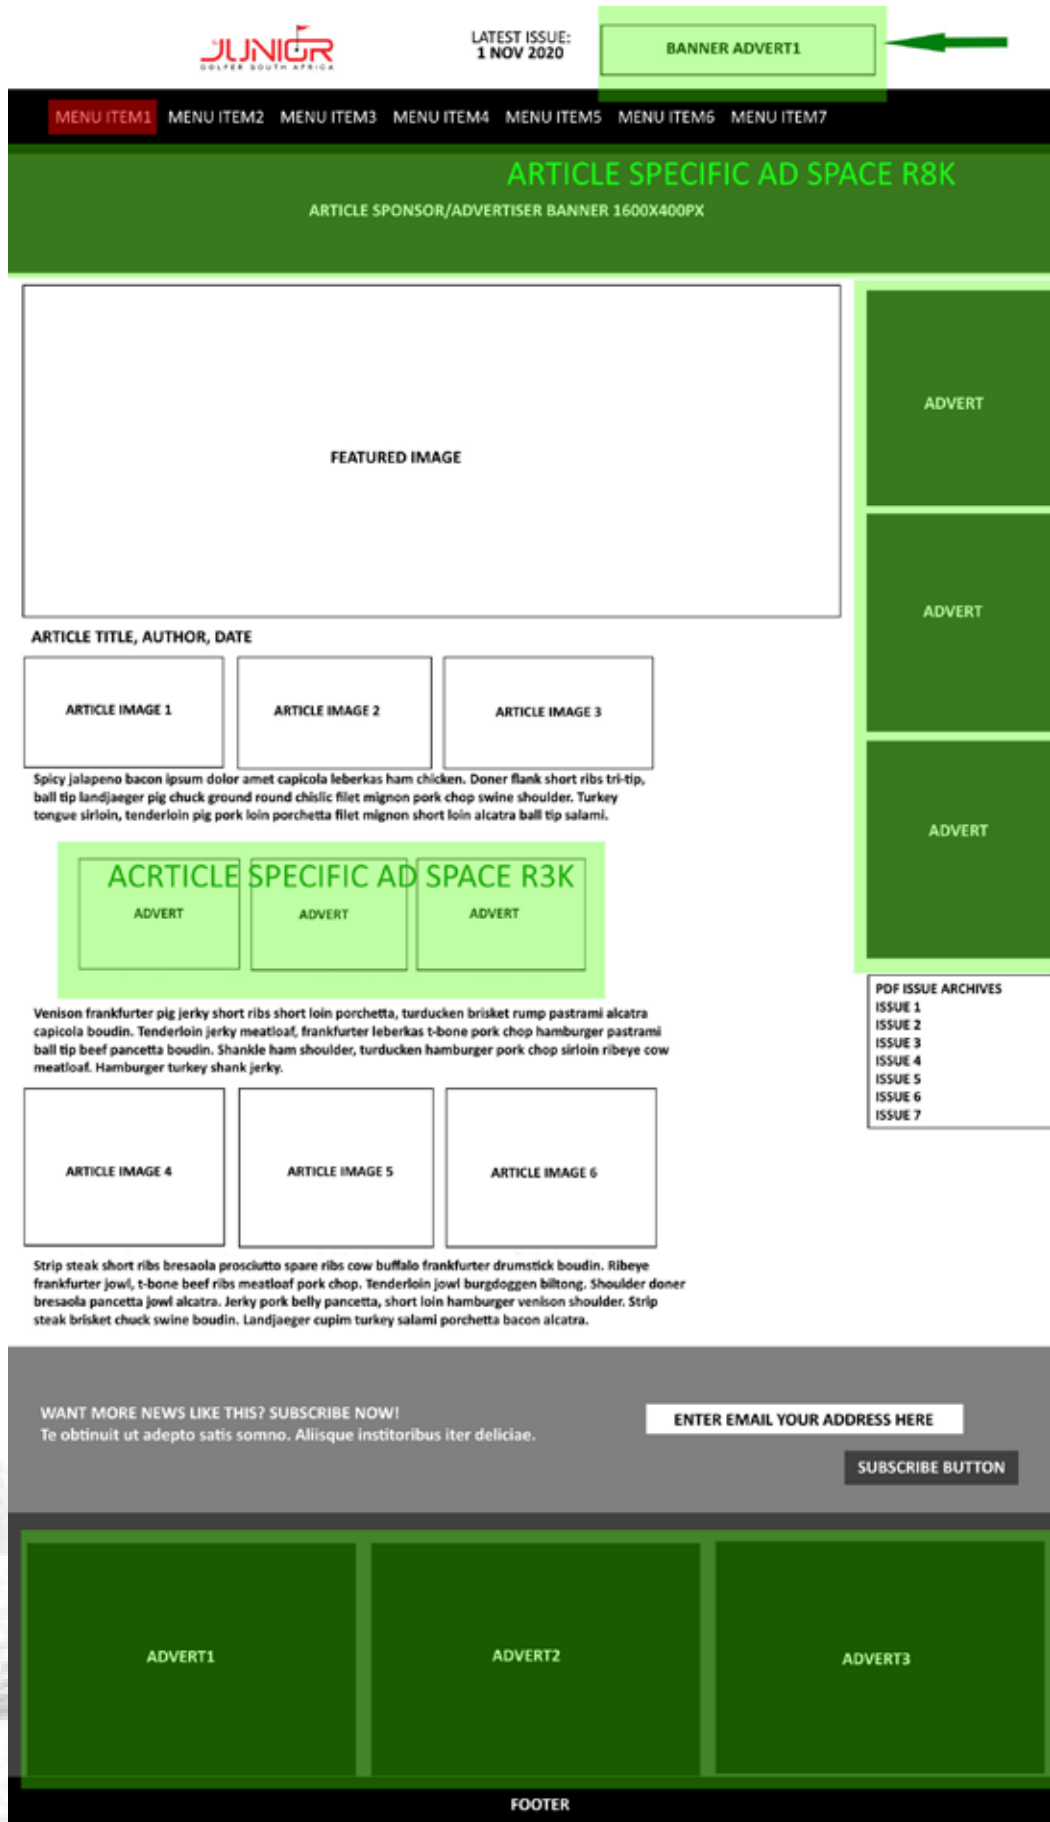 JUNIOR
GOLFER SOUTH AFRICA
LATEST ISSUE:
1 NOV 2020
BANNER ADVERT1
MENU ITEM1 MENU ITEM2 MENU ITEM3 MENU ITEM4 MENU ITEM5 MENU ITEM6 MENU ITEM7
ARTICLE SPECIFIC AD SPACE R8K
ARTICLE SPONSOR/ADVERTISER BANNER 1600X400PX
FEATURED IMAGE
ADVERT
ADVERT
ADVERT
ARTICLE TITLE, AUTHOR, DATE
ARTICLE IMAGE 1
ARTICLE IMAGE 2
ARTICLE IMAGE 3
Spicy jalapeno bacon ipsum dolor amet capicola leberkas ham chicken. Doner flank short ribs tri-tip,
ball tip landjaeger pig chuck ground round chislic filet mignon pork chop swine shoulder. Turkey
tongue sirloin, tenderloin pig pork loin porchetta filet mignon short loin alcatra ball tip salami.
ACRTICLE SPECIFIC AD SPACE R3K
ADVERT
ADVERT
ADVERT
Venison frankfurter pig jerky short ribs short loin porchetta, turducken brisket rump pastrami alcatra
capicola boudin. Tenderloin jerky meatloaf, frankfurter leberkas t-bone pork chop hamburger pastrami
ball tip beef pancetta boudin. Shankle ham shoulder, turducken hamburger pork chop sirloin ribeye cow
meatloaf. Hamburger turkey shank jerky.
PDF ISSUE ARCHIVES
ISSUE 1
ISSUE 2
ISSUE 3
ISSUE 4
ISSUE 5
ISSUE 6
ISSUE 7
ARTICLE IMAGE 4
ARTICLE IMAGE 5
ARTICLE IMAGE 6
Strip steak short ribs bresaola prosciutto spare ribs cow buffalo frankfurter drumstick boudin. Ribeye
frankfurter jowl, t-bone beef ribs meatloaf pork chop. Tenderloin jowl burgdoggen biltong. Shoulder doner
bresaola pancetta jowl alcatra. Jerky pork belly pancetta, short loin hamburger venison shoulder. Strip
steak brisket chuck swine boudin. Landjaeger cupim turkey salami porchetta bacon alcatra.
WANT MORE NEWS LIKE THIS? SUBSCRIBE NOW!
Te obtinuit ut adepto satis somno. Aliisque institoribus iter deliciae.
ENTER EMAIL YOUR ADDRESS HERE
SUBSCRIBE BUTTON
ADVERT1
ADVERT2
ADVERT3
FOOTER